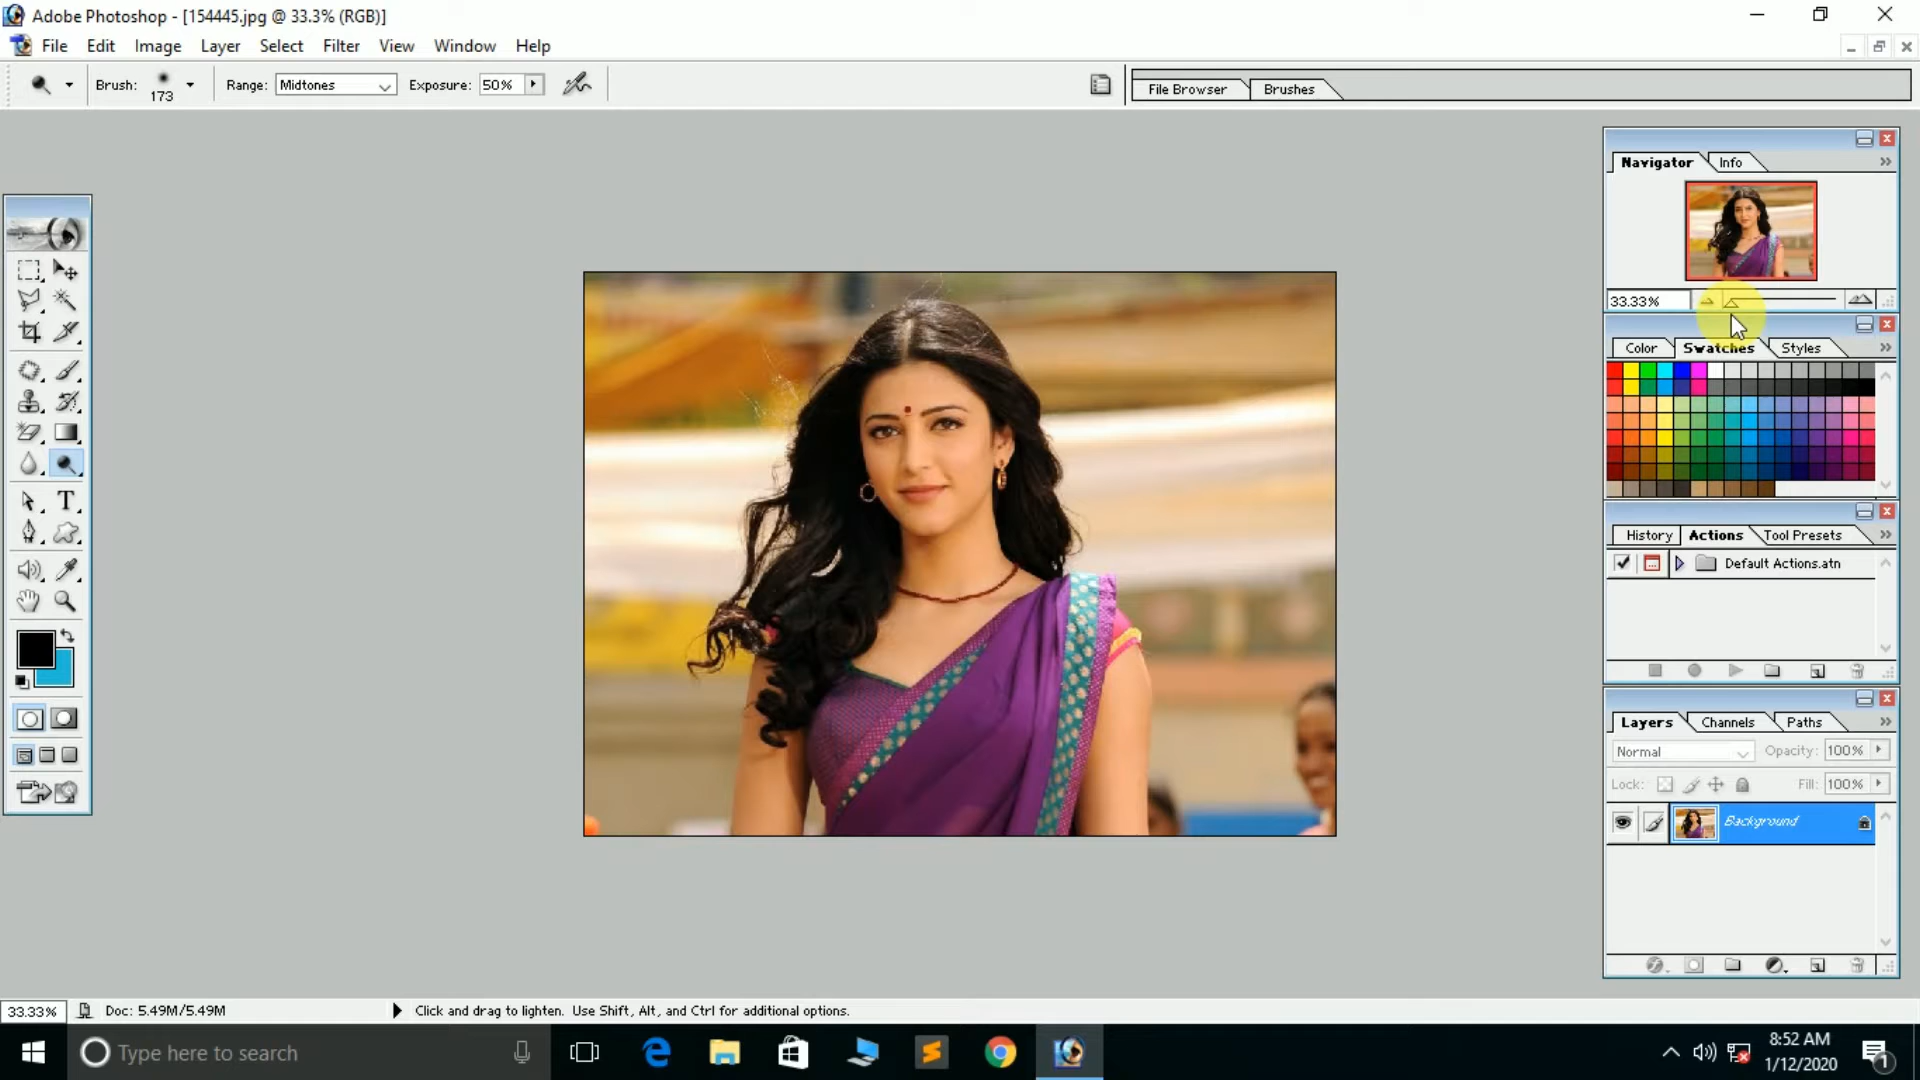 Adobe Photoshop - [154445.jpg @ 33.3% (RGB)]
File Edit Image Layer Select Filter View Window Help
Brush: 173 Range: Midtones Exposure: 50% File Browser Brushes
Navigator Info
33.33%
Color Swatches Styles
History Actions Tool Presets
Default Actions.atn
Layers Channels Paths
Normal Opacity: 100%
Lock: Fill: 100%
Background
33.33% Doc: 5.49M/5.49M Click and drag to lighten. Use Shift, Alt, and Ctrl for additional options.
Type here to search
8:52 AM
1/12/2020
1